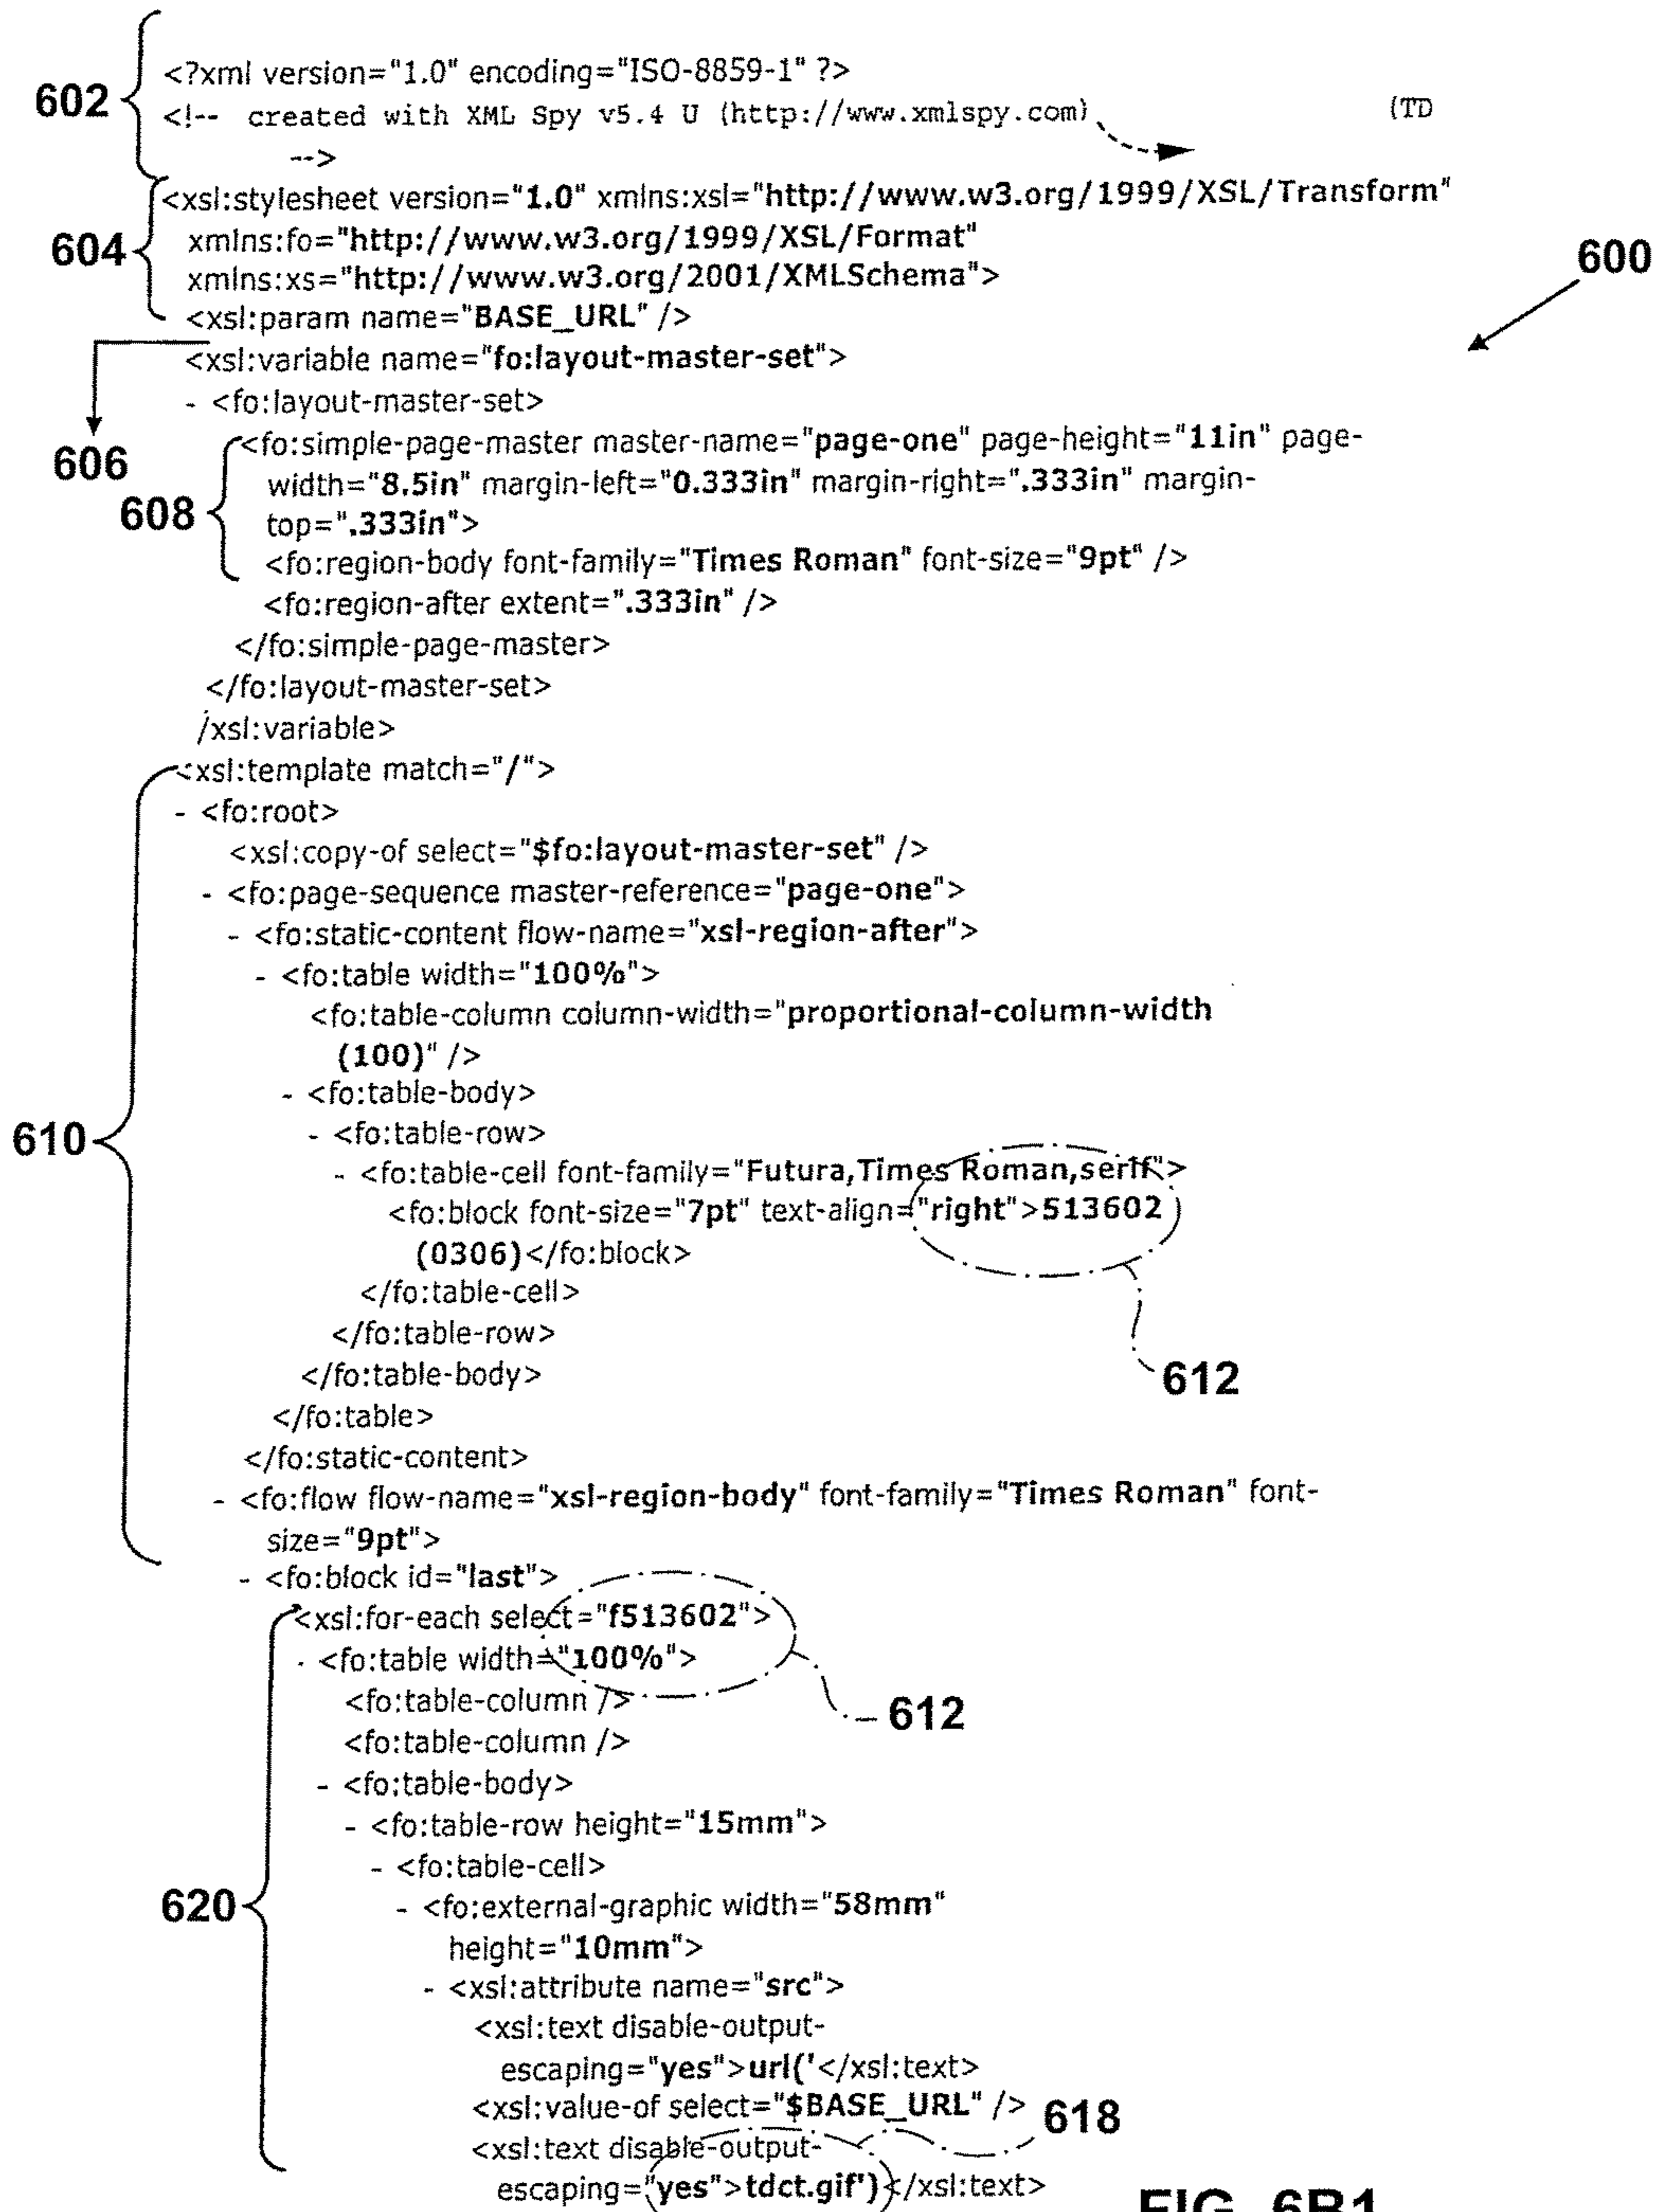 602
<?xml version="1.0" encoding="ISO-8859-1" ?>
<!-- created with XML Spy v5.4 U (http://www.xmlspy.com) (TD
-->
604
<xsl:stylesheet version="1.0" xmlns:xsl="http://www.w3.org/1999/XSL/Transform"
xmlns:fo="http://www.w3.org/1999/XSL/Format"
xmlns:xs="http://www.w3.org/2001/XMLSchema">
600
<xsl:param name="BASE_URL" />
<xsl:variable name="fo:layout-master-set">
- <fo:layout-master-set>
606
<fo:simple-page-master master-name="page-one" page-height="11in" page-
width="8.5in" margin-left="0.333in" margin-right=".333in" margin-
608
top=".333in">
<fo:region-body font-family="Times Roman" font-size="9pt" />
<fo:region-after extent=".333in" />
</fo:simple-page-master>
</fo:layout-master-set>
/xsl:variable>
<xsl:template match="/">
- <fo:root>
<xsl:copy-of select="$fo:layout-master-set" />
- <fo:page-sequence master-reference="page-one">
- <fo:static-content flow-name="xsl-region-after">
- <fo:table width="100%">
<fo:table-column column-width="proportional-column-width
(100)" />
- <fo:table-body>
610
- <fo:table-row>
- <fo:table-cell font-family="Futura,Times Roman,serif">
<fo:block font-size="7pt" text-align="right">513602
(0306)</fo:block>
</fo:table-cell>
</fo:table-row>
</fo:table-body>
612
</fo:table>
</fo:static-content>
- <fo:flow flow-name="xsl-region-body" font-family="Times Roman" font-
size="9pt">
- <fo:block id="last">
<xsl:for-each select="f513602">
- <fo:table width="100%">
<fo:table-column />
612
<fo:table-column />
- <fo:table-body>
- <fo:table-row height="15mm">
- <fo:table-cell>
620
- <fo:external-graphic width="58mm"
height="10mm">
- <xsl:attribute name="src">
<xsl:text disable-output-
escaping="yes">url('</xsl:text>
<xsl:value-of select="$BASE_URL" />
618
<xsl:text disable-output-
escaping="yes">tdct.gif')</xsl:text>
FIG. 6B1